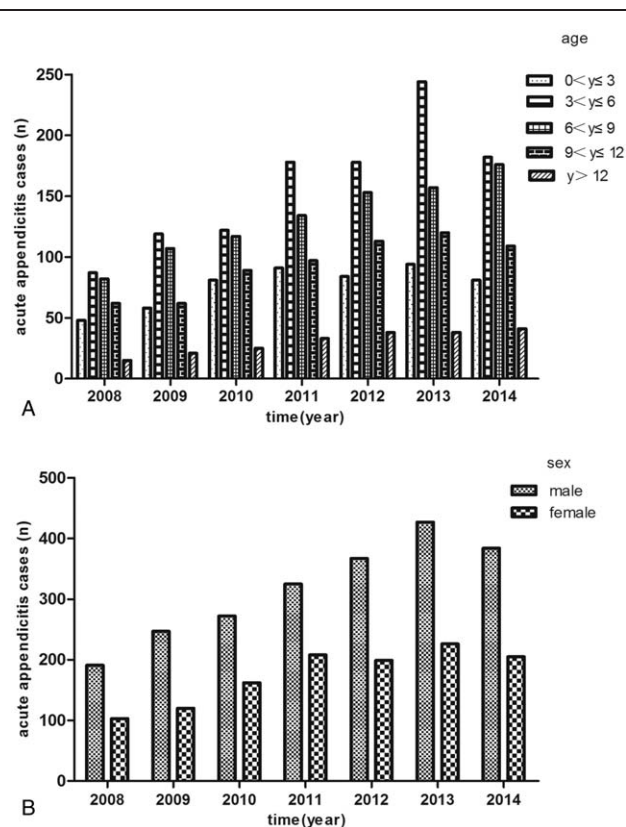 age
0＜y≤ 3
3＜y≤ 6
6＜y≤ 9
9＜y≤ 12
y＞ 12
acute appendicitis cases (n)
250
200
150
100
50
0
2008 2009 2010 2011 2012 2013 2014
time(year)
A
sex
male
female
acute appendicitis cases (n)
500
400
300
200
100
0
2008 2009 2010 2011 2012 2013 2014
time(year)
B